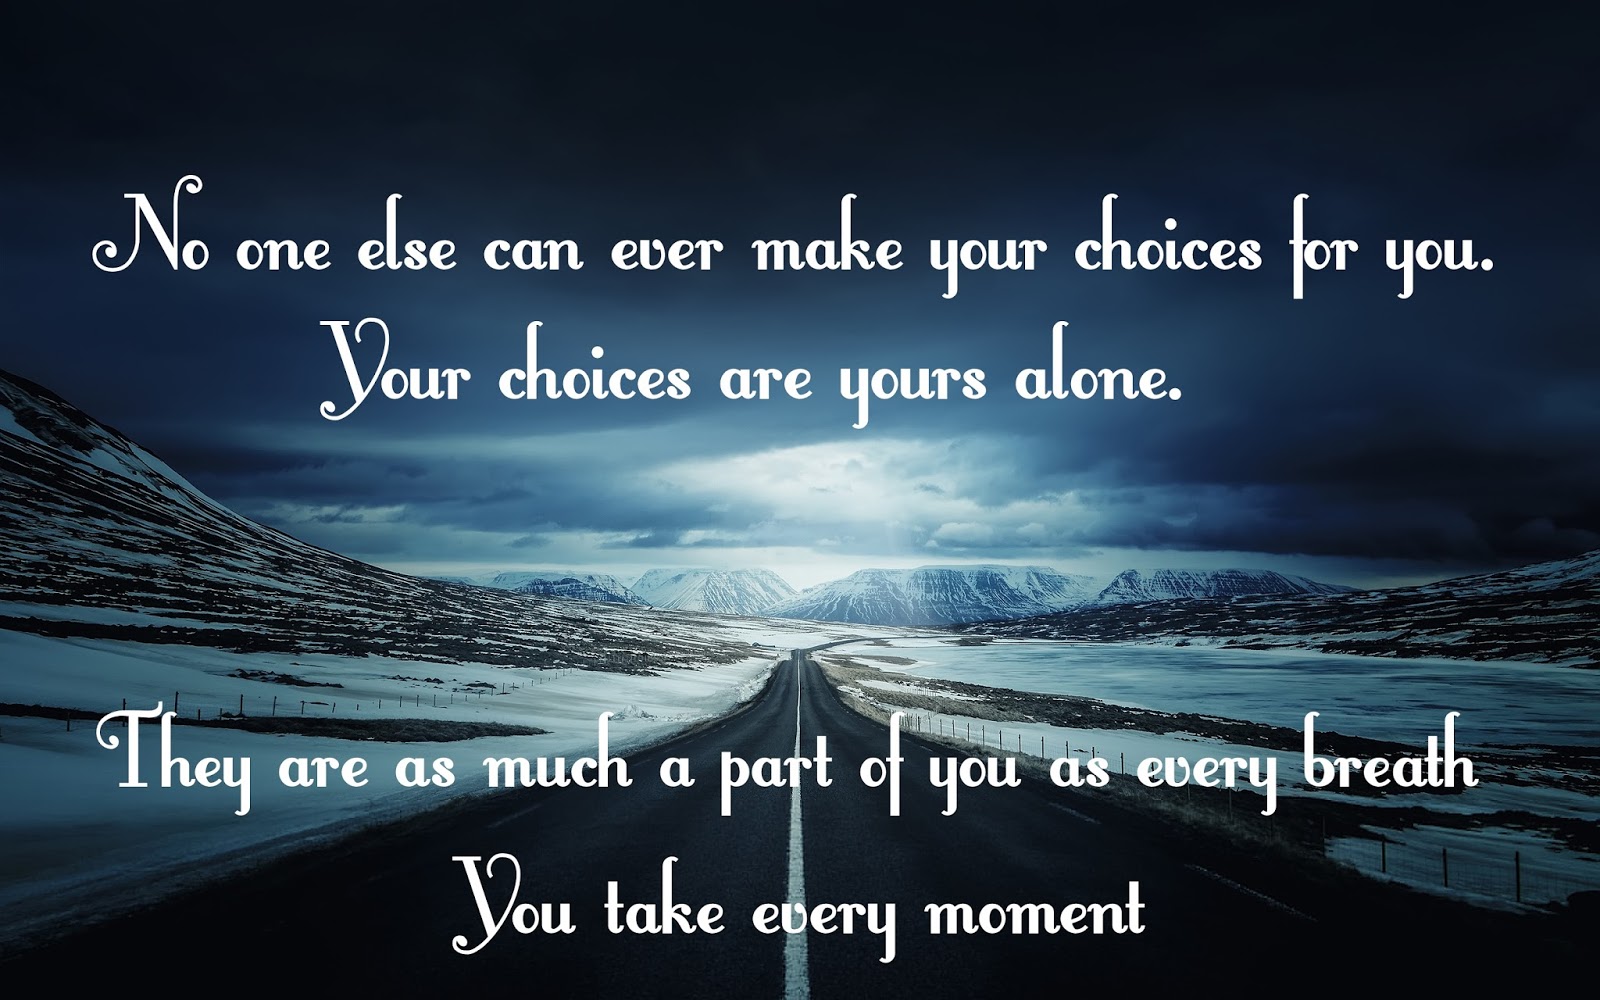 No one else can ever make your choices for you.
Your choices are yours alone.
They are as much a part of you as every breath
You take every moment